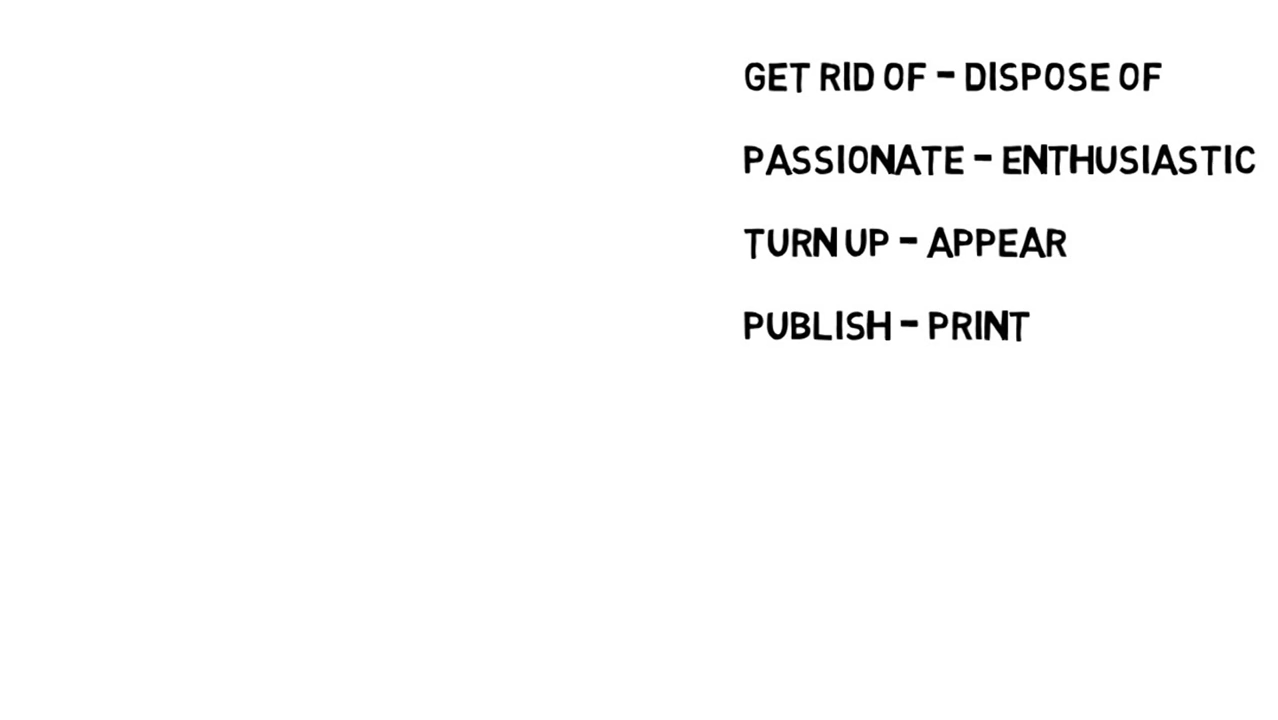 GET RID OF - DISPOSE OF
PASSIONATE - ENTHUSIASTIC
TURN UP - APPEAR
PUBLISH - PRINT